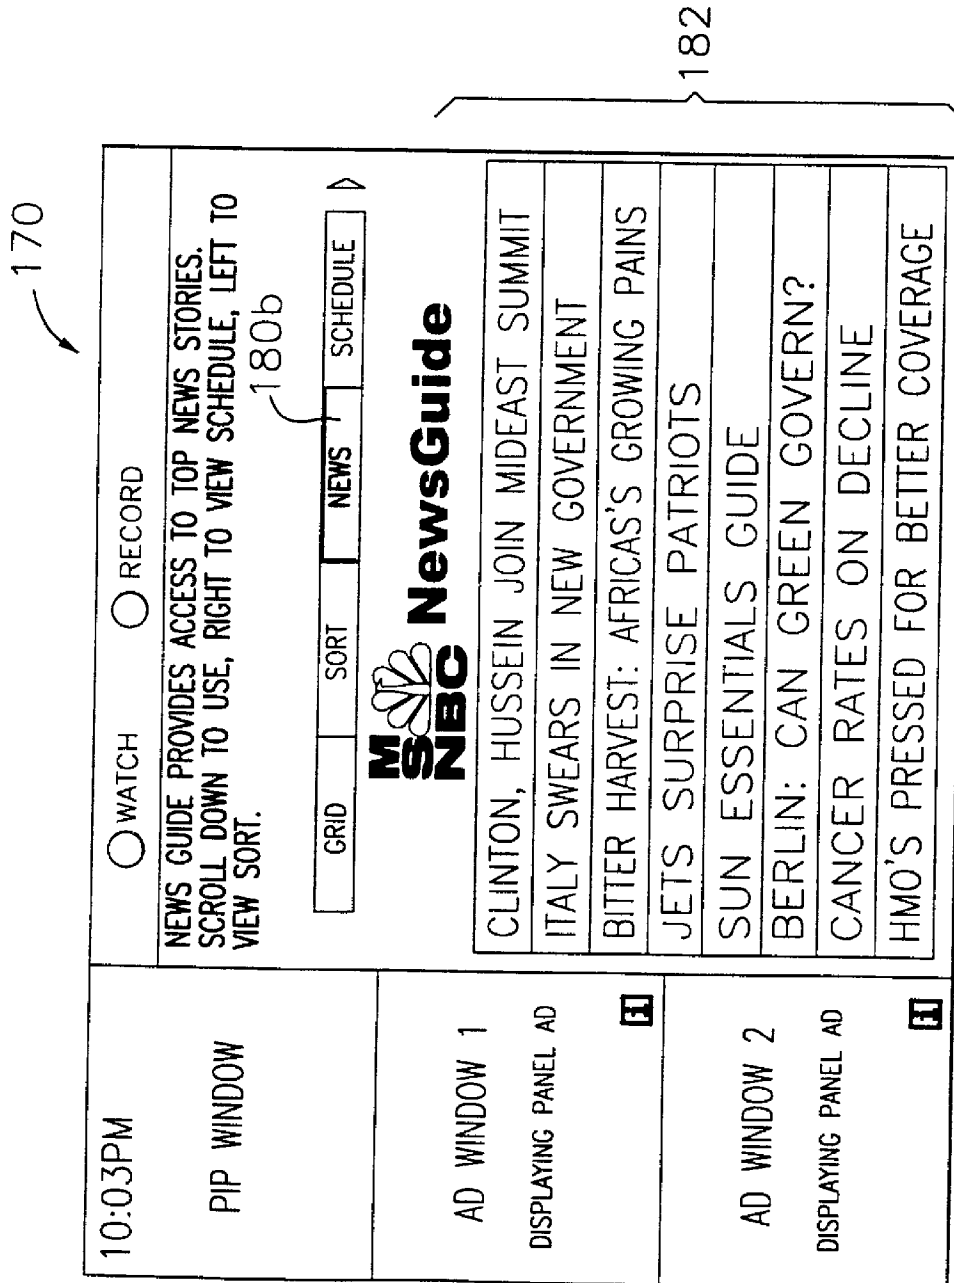 170
10:03PM
PIP WINDOW
AD WINDOW 1
DISPLAYING PANEL AD
i
AD WINDOW 2
DISPLAYING PANEL AD
i
WATCH
RECORD
NEWS GUIDE PROVIDES ACCESS TO TOP NEWS STORIES.
SCROLL DOWN TO USE, RIGHT TO VIEW SCHEDULE, LEFT TO
VIEW SORT.
180b
GRID
SORT
NEWS
SCHEDULE
MSNBC NewsGuide
CLINTON, HUSSEIN JOIN MIDEAST SUMMIT
ITALY SWEARS IN NEW GOVERNMENT
BITTER HARVEST: AFRICAS'S GROWING PAINS
JETS SURPRISE PATRIOTS
SUN ESSENTIALS GUIDE
BERLIN: CAN GREEN GOVERN?
CANCER RATES ON DECLINE
HMO'S PRESSED FOR BETTER COVERAGE
182